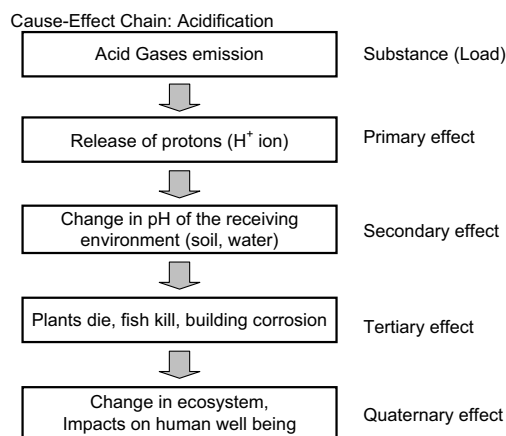 Cause-Effect Chain: Acidification
Acid Gases emission
Substance (Load)
Release of protons (H⁺ ion)
Primary effect
Change in pH of the receiving
environment (soil, water)
Secondary effect
Plants die, fish kill, building corrosion
Tertiary effect
Change in ecosystem,
Impacts on human well being
Quaternary effect